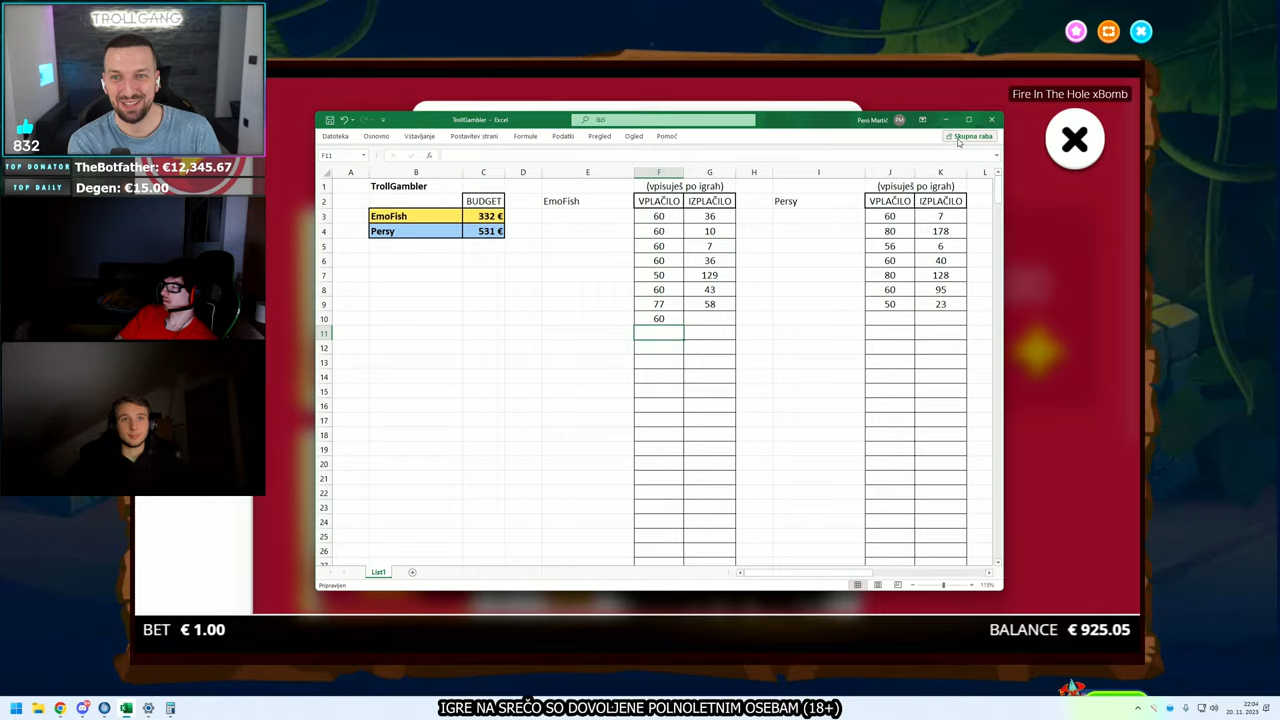 TROLLGANG
832
TOP DONATOR TheBotfather: €12,345.67
TOP DAILY Degen: €15.00
Fire In The Hole xBomb
TrollGambler - Excel
Išči
Pero Martić PM
Datoteka Osnovno Vstavljanje Postavitev strani Formule Podatki Pregled Ogled Pomoč Skupna raba
F11 fx
A B C D E F G H I J K L
1 TrollGambler (vpisuješ po igrah) (vpisuješ po igrah)
2 BUDGET EmoFish VPLAČILO IZPLAČILO Persy VPLAČILO IZPLAČILO
3 EmoFish 332 € 60 36 60 7
4 Persy 531 € 60 10 80 178
5 60 7 56 6
6 60 36 60 40
7 50 129 80 128
8 60 43 60 95
9 77 58 50 23
10 60
11
12
13
14
15
16
17
18
19
20
21
22
23
24
25
26
List1
Pripravljen 115%
BET € 1.00 BALANCE € 925.05
IGRE NA SREČO SO DOVOLJENE POLNOLETNIM OSEBAM (18+)
22:04
20. 11. 2023